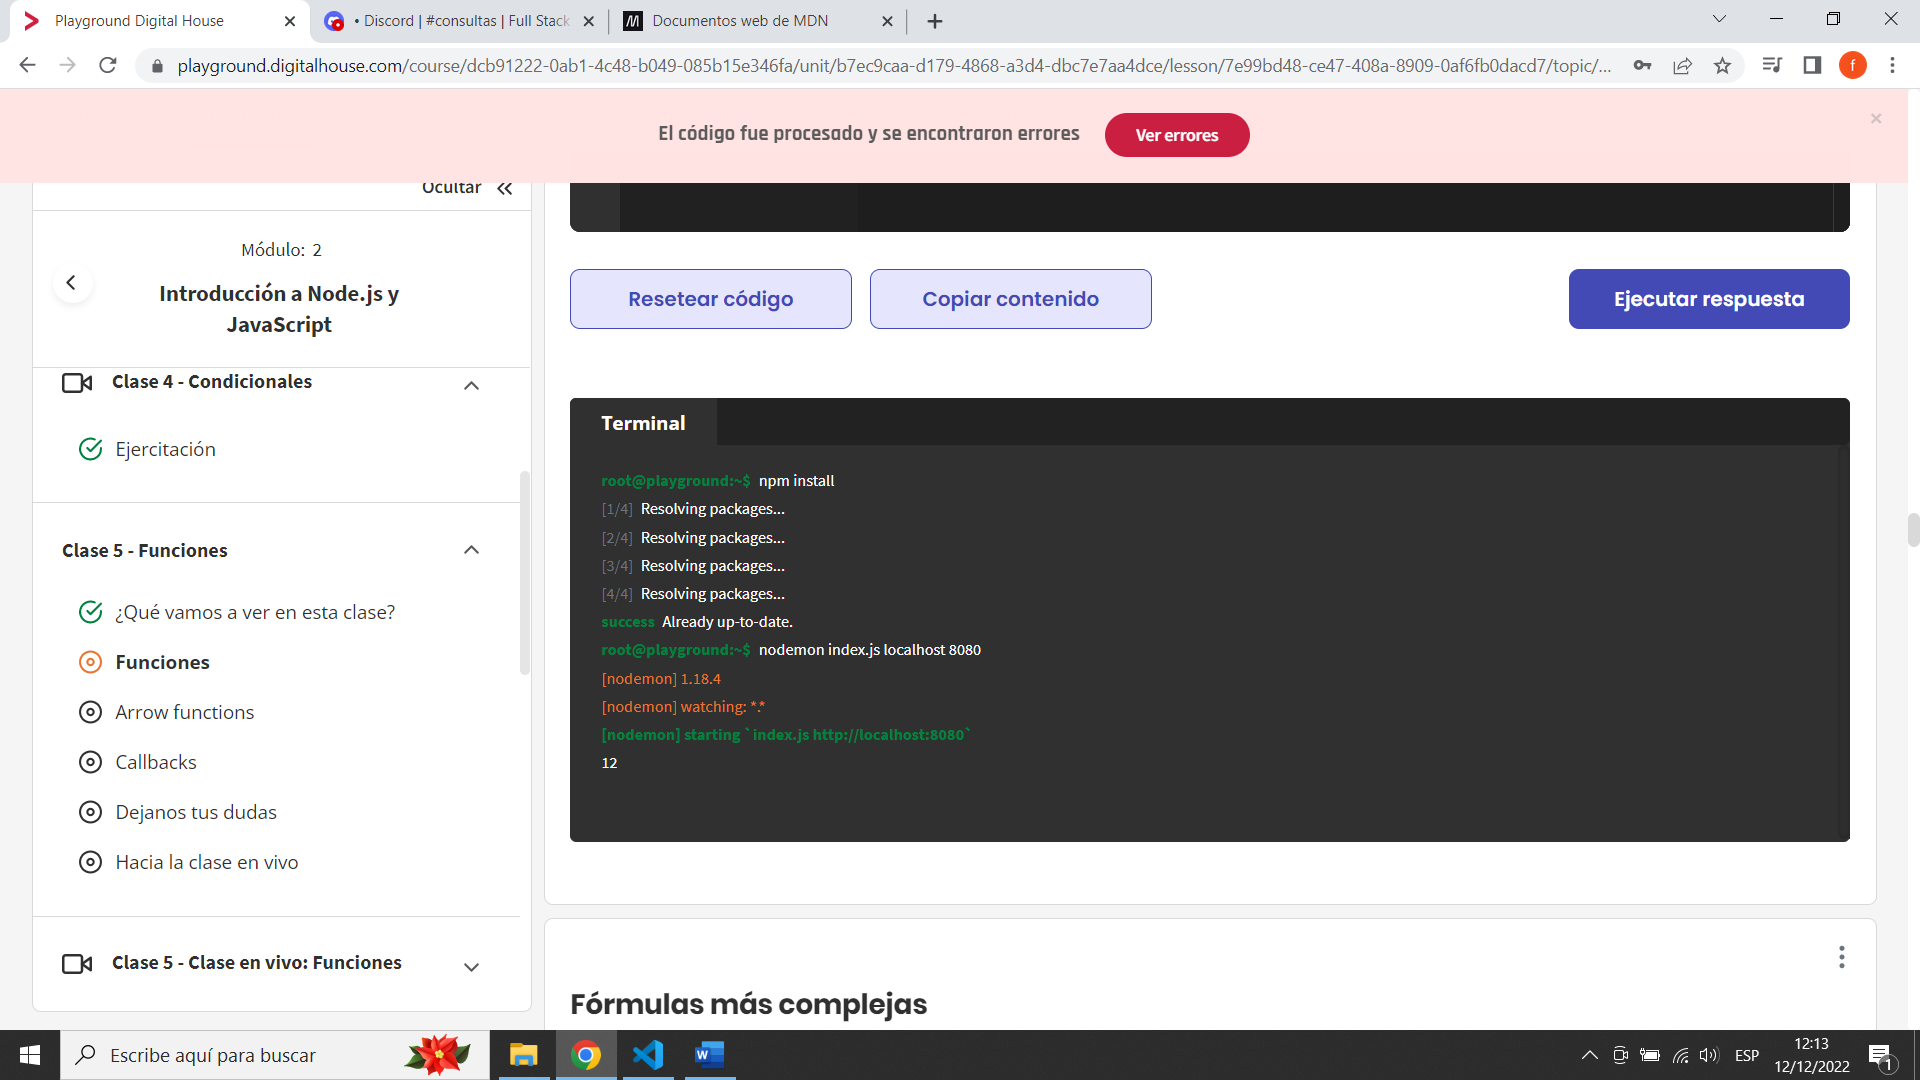 Playground Digital House
• Discord | #consultas | Full Stack
Documentos web de MDN
playground.digitalhouse.com/course/dcb91222-0ab1-4c48-b049-085b15e346fa/unit/b7ec9caa-d179-4868-a3d4-dbc7e7aa4dce/lesson/7e99bd48-ce47-408a-8909-0af6fb0dacd7/topic/...
f
El código fue procesado y se encontraron errores
Ver errores
Ocultar
Módulo: 2
Introducción a Node.js y
JavaScript
Clase 4 - Condicionales
Ejercitación
Clase 5 - Funciones
¿Qué vamos a ver en esta clase?
Funciones
Arrow functions
Callbacks
Dejanos tus dudas
Hacia la clase en vivo
Clase 5 - Clase en vivo: Funciones
Resetear código
Copiar contenido
Ejecutar respuesta
Terminal
root@playground:~$ npm install
[1/4] Resolving packages...
[2/4] Resolving packages...
[3/4] Resolving packages...
[4/4] Resolving packages...
success Already up-to-date.
root@playground:~$ nodemon index.js localhost 8080
[nodemon] 1.18.4
[nodemon] watching: *.*
[nodemon] starting `index.js http://localhost:8080`
12
Fórmulas más complejas
Escribe aquí para buscar
ESP
12:13
12/12/2022
1